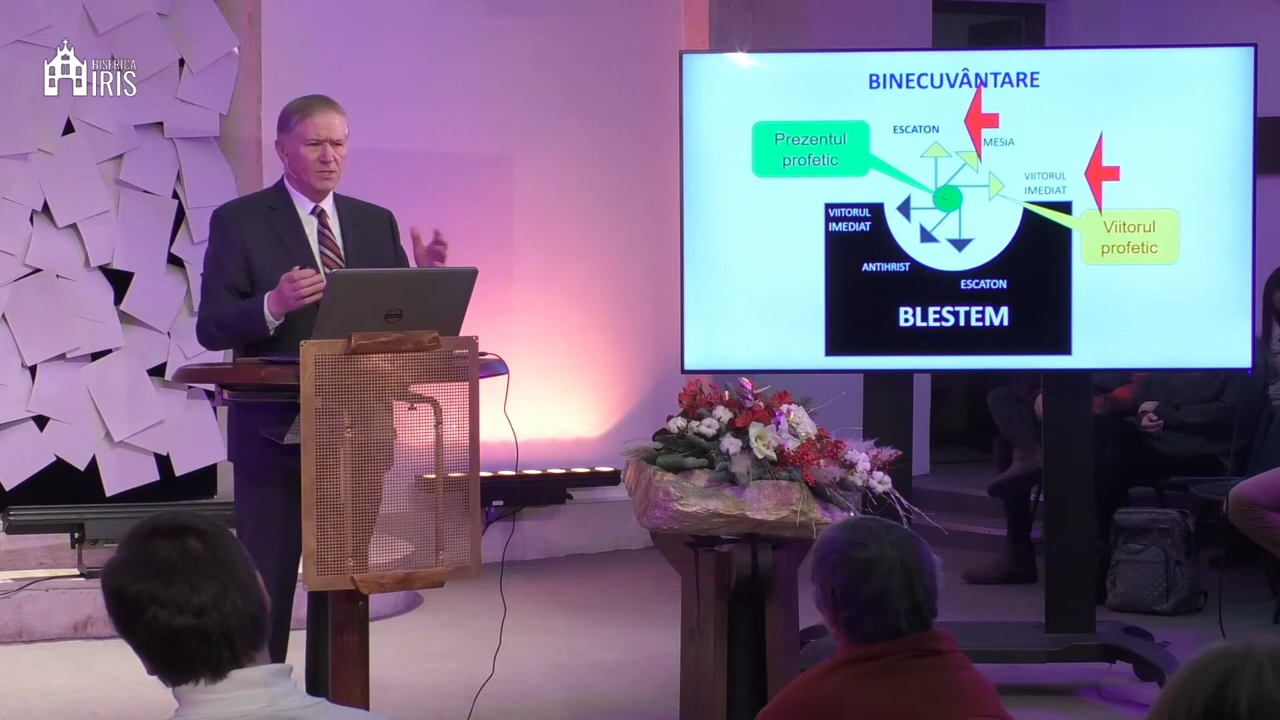 BISERICA
IRIS
BINECUVÂNTARE
ESCATON
MESiA
Prezentul
profetic
VIITORUL
IMEDIAT
VIITORUL
IMEDIAT
Viitorul
profetic
ANTIHRIST
ESCATON
BLESTEM